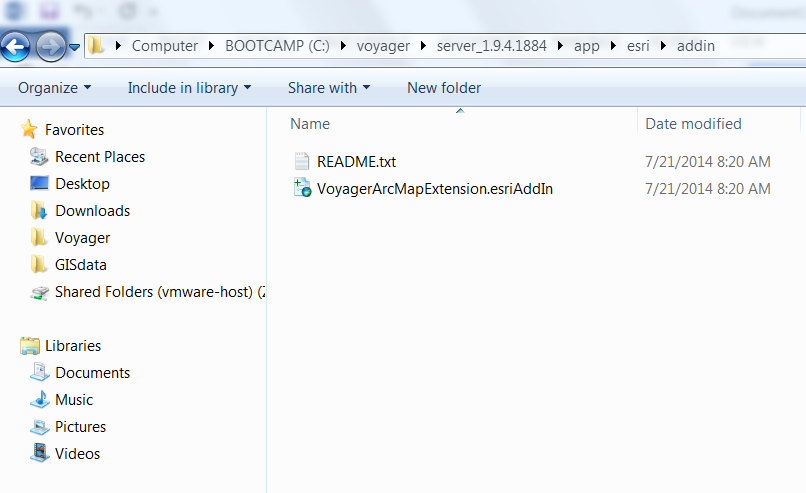 Computer BOOTCAMP (C:) voyager server_1.9.4.1884 app esri addin
Organize Include in library Share with New folder
Name Date modified
Favorites
Recent Places
Desktop
Downloads
Voyager
GISdata
Shared Folders (vmware-host) (
Libraries
Documents
Music
Pictures
Videos
README.txt 7/21/2014 8:20 AM
VoyagerArcMapExtension.esriAddIn 7/21/2014 8:20 AM